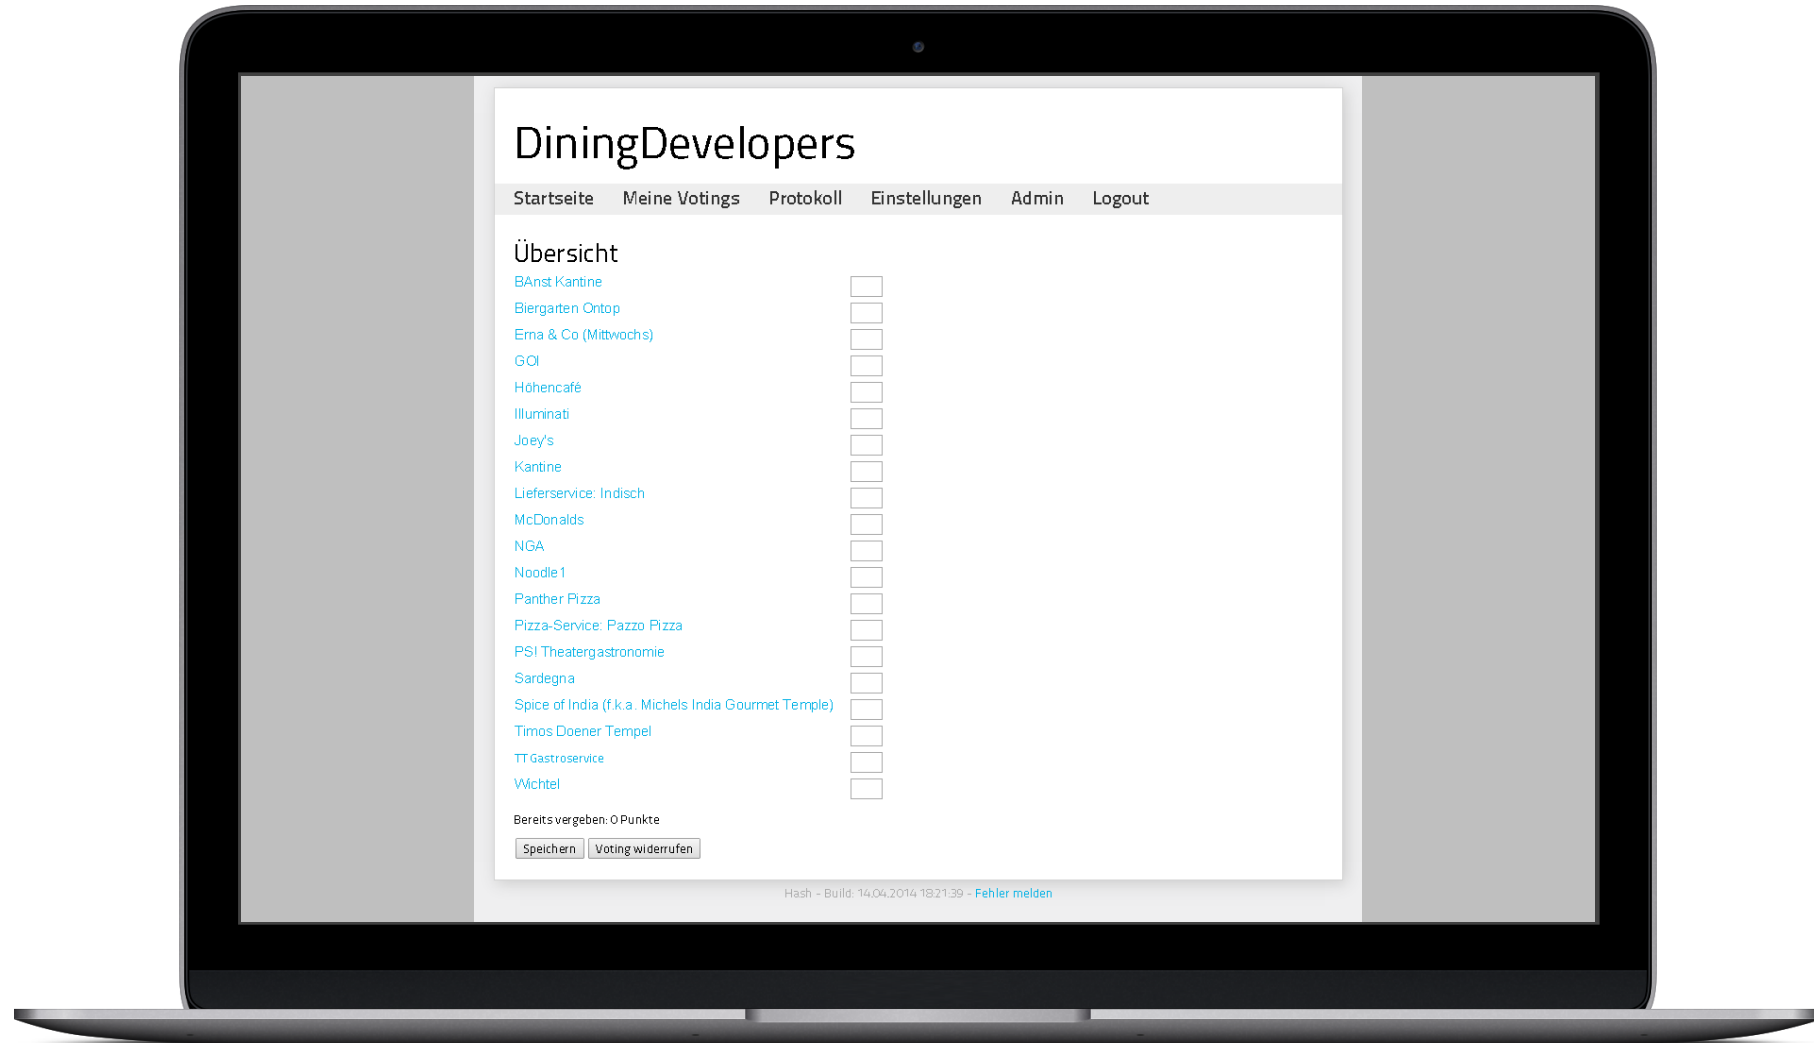 DiningDevelopers
Startseite Meine Votings Protokoll Einstellungen Admin Logout
Übersicht
BAnst Kantine
Biergarten Ontop
Erna & Co (Mittwochs)
GOI
Höhencafé
Illuminati
Joey's
Kantine
Lieferservice: Indisch
McDonalds
NGA
Noodle1
Panther Pizza
Pizza-Service: Pazzo Pizza
PS! Theatergastronomie
Sardegna
Spice of India (f.k.a. Michels India Gourmet Temple)
Timos Doener Tempel
TT Gastroservice
Wichtel
Bereits vergeben: 0 Punkte
Speichern Voting widerrufen
Hash - Build: 14.04.2014 18:21:39 - Fehler melden